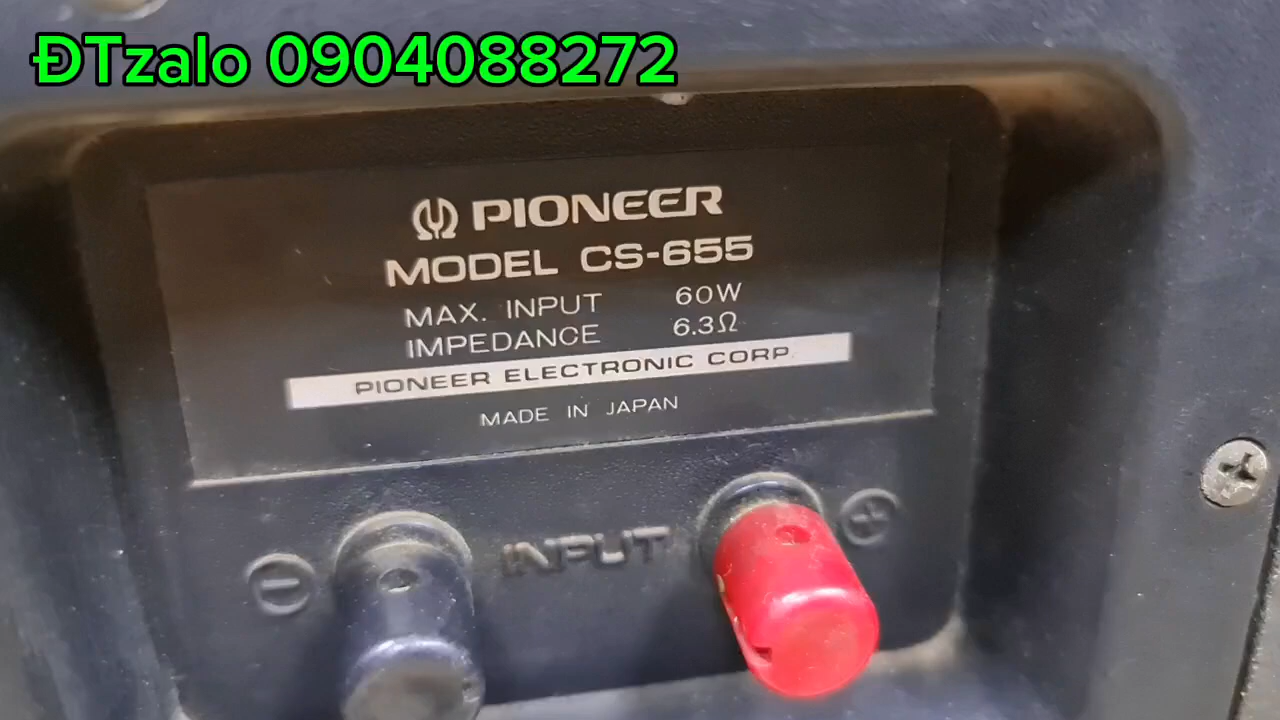 ĐTzalo 0904088272
PIONEER
MODEL CS-655
MAX. INPUT 60W
IMPEDANCE 6.3Ω
PIONEER ELECTRONIC CORP.
MADE IN JAPAN
INPUT